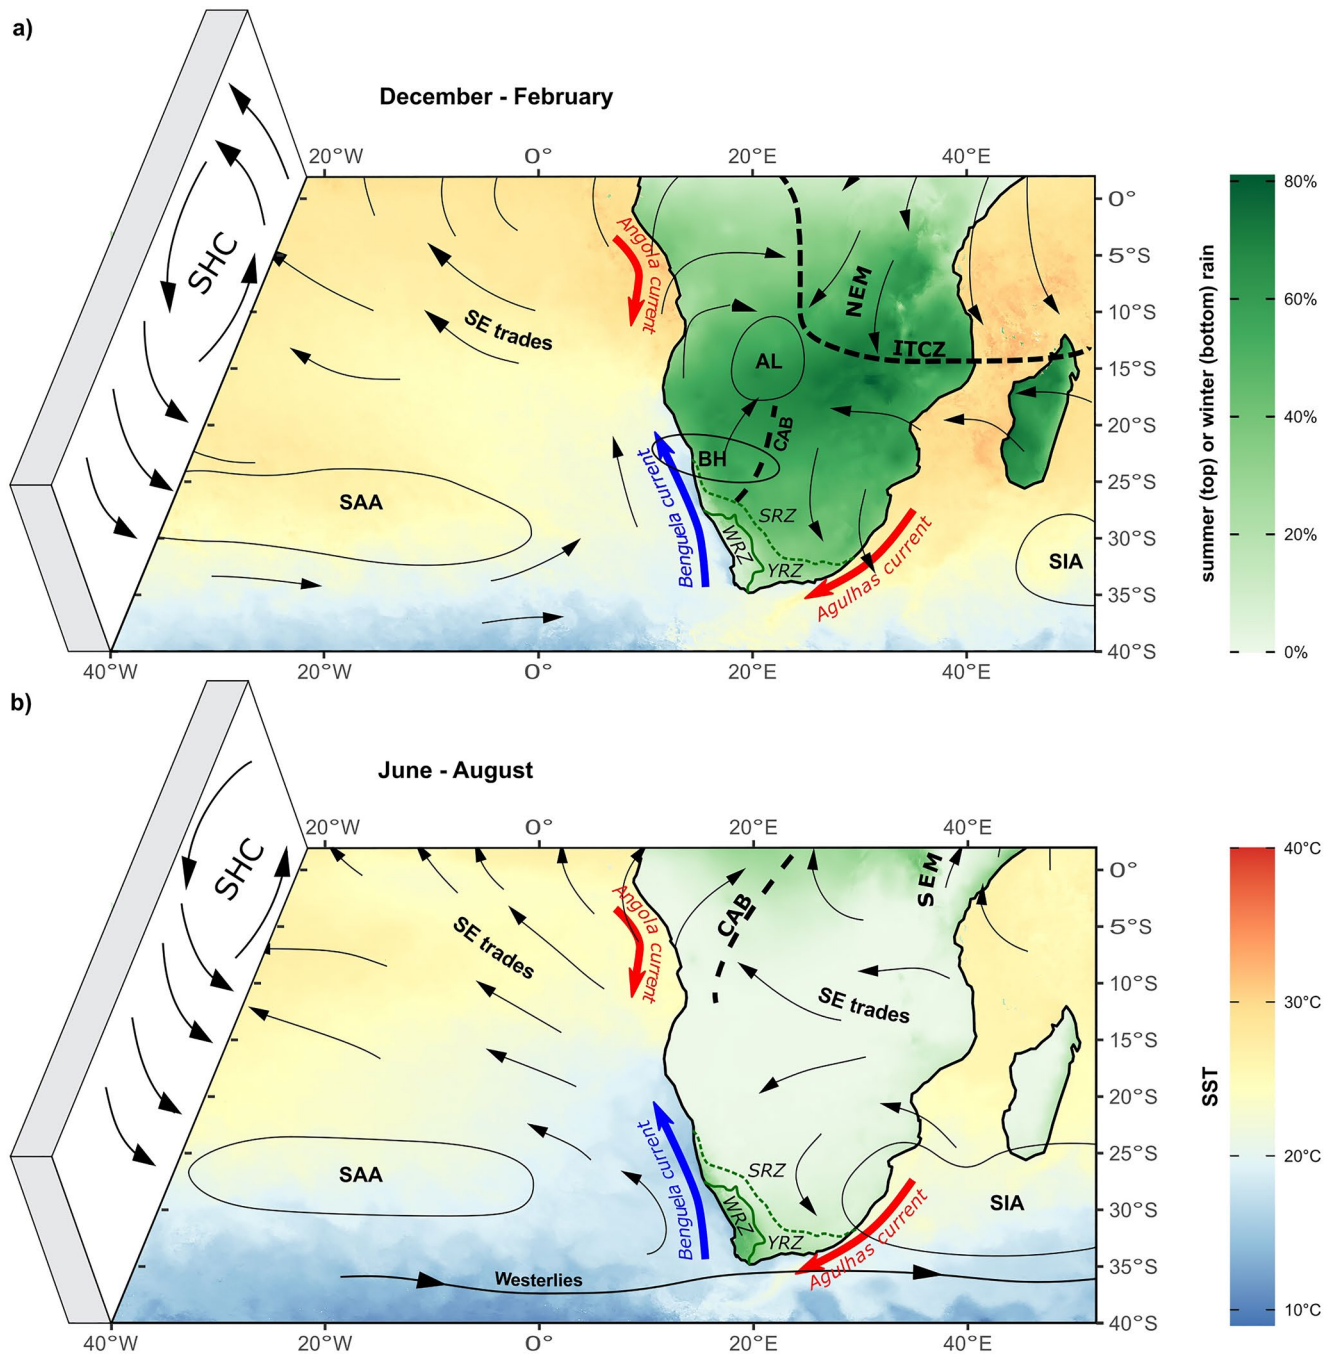 a)
December - February
20°W 0° 20°E 40°E
SHC
0°
5°S
10°S
15°S
20°S
25°S
30°S
35°S
40°S
Angola current
SE trades
NEM
ITCZ
AL
CAB
BH
SAA
Benguela current
SRZ
WRZ
YRZ
Agulhas current
SIA
40°W 20°W 0° 20°E 40°E
80%
60%
40%
20%
0%
summer (top) or winter (bottom) rain
b)
June - August
20°W 0° 20°E 40°E
SHC
0°
5°S
10°S
15°S
20°S
25°S
30°S
35°S
40°S
Angola current
SE trades
CAB
SEM
SE trades
SAA
Benguela current
SRZ
WRZ
YRZ
SIA
Agulhas current
Westerlies
40°W 20°W 0° 20°E 40°E
40°C
30°C
20°C
10°C
SST